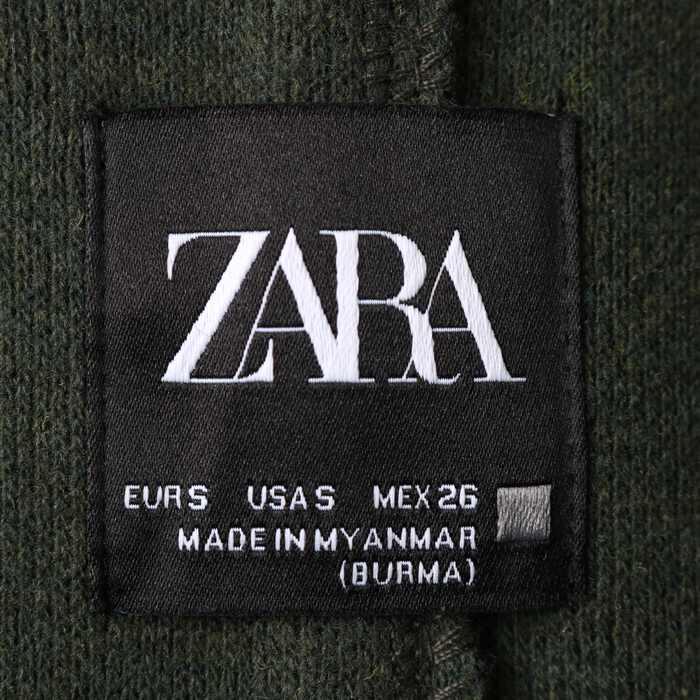 ZARA
EUR S USA S MEX 26
MADE IN MYANMAR
(BURMA)